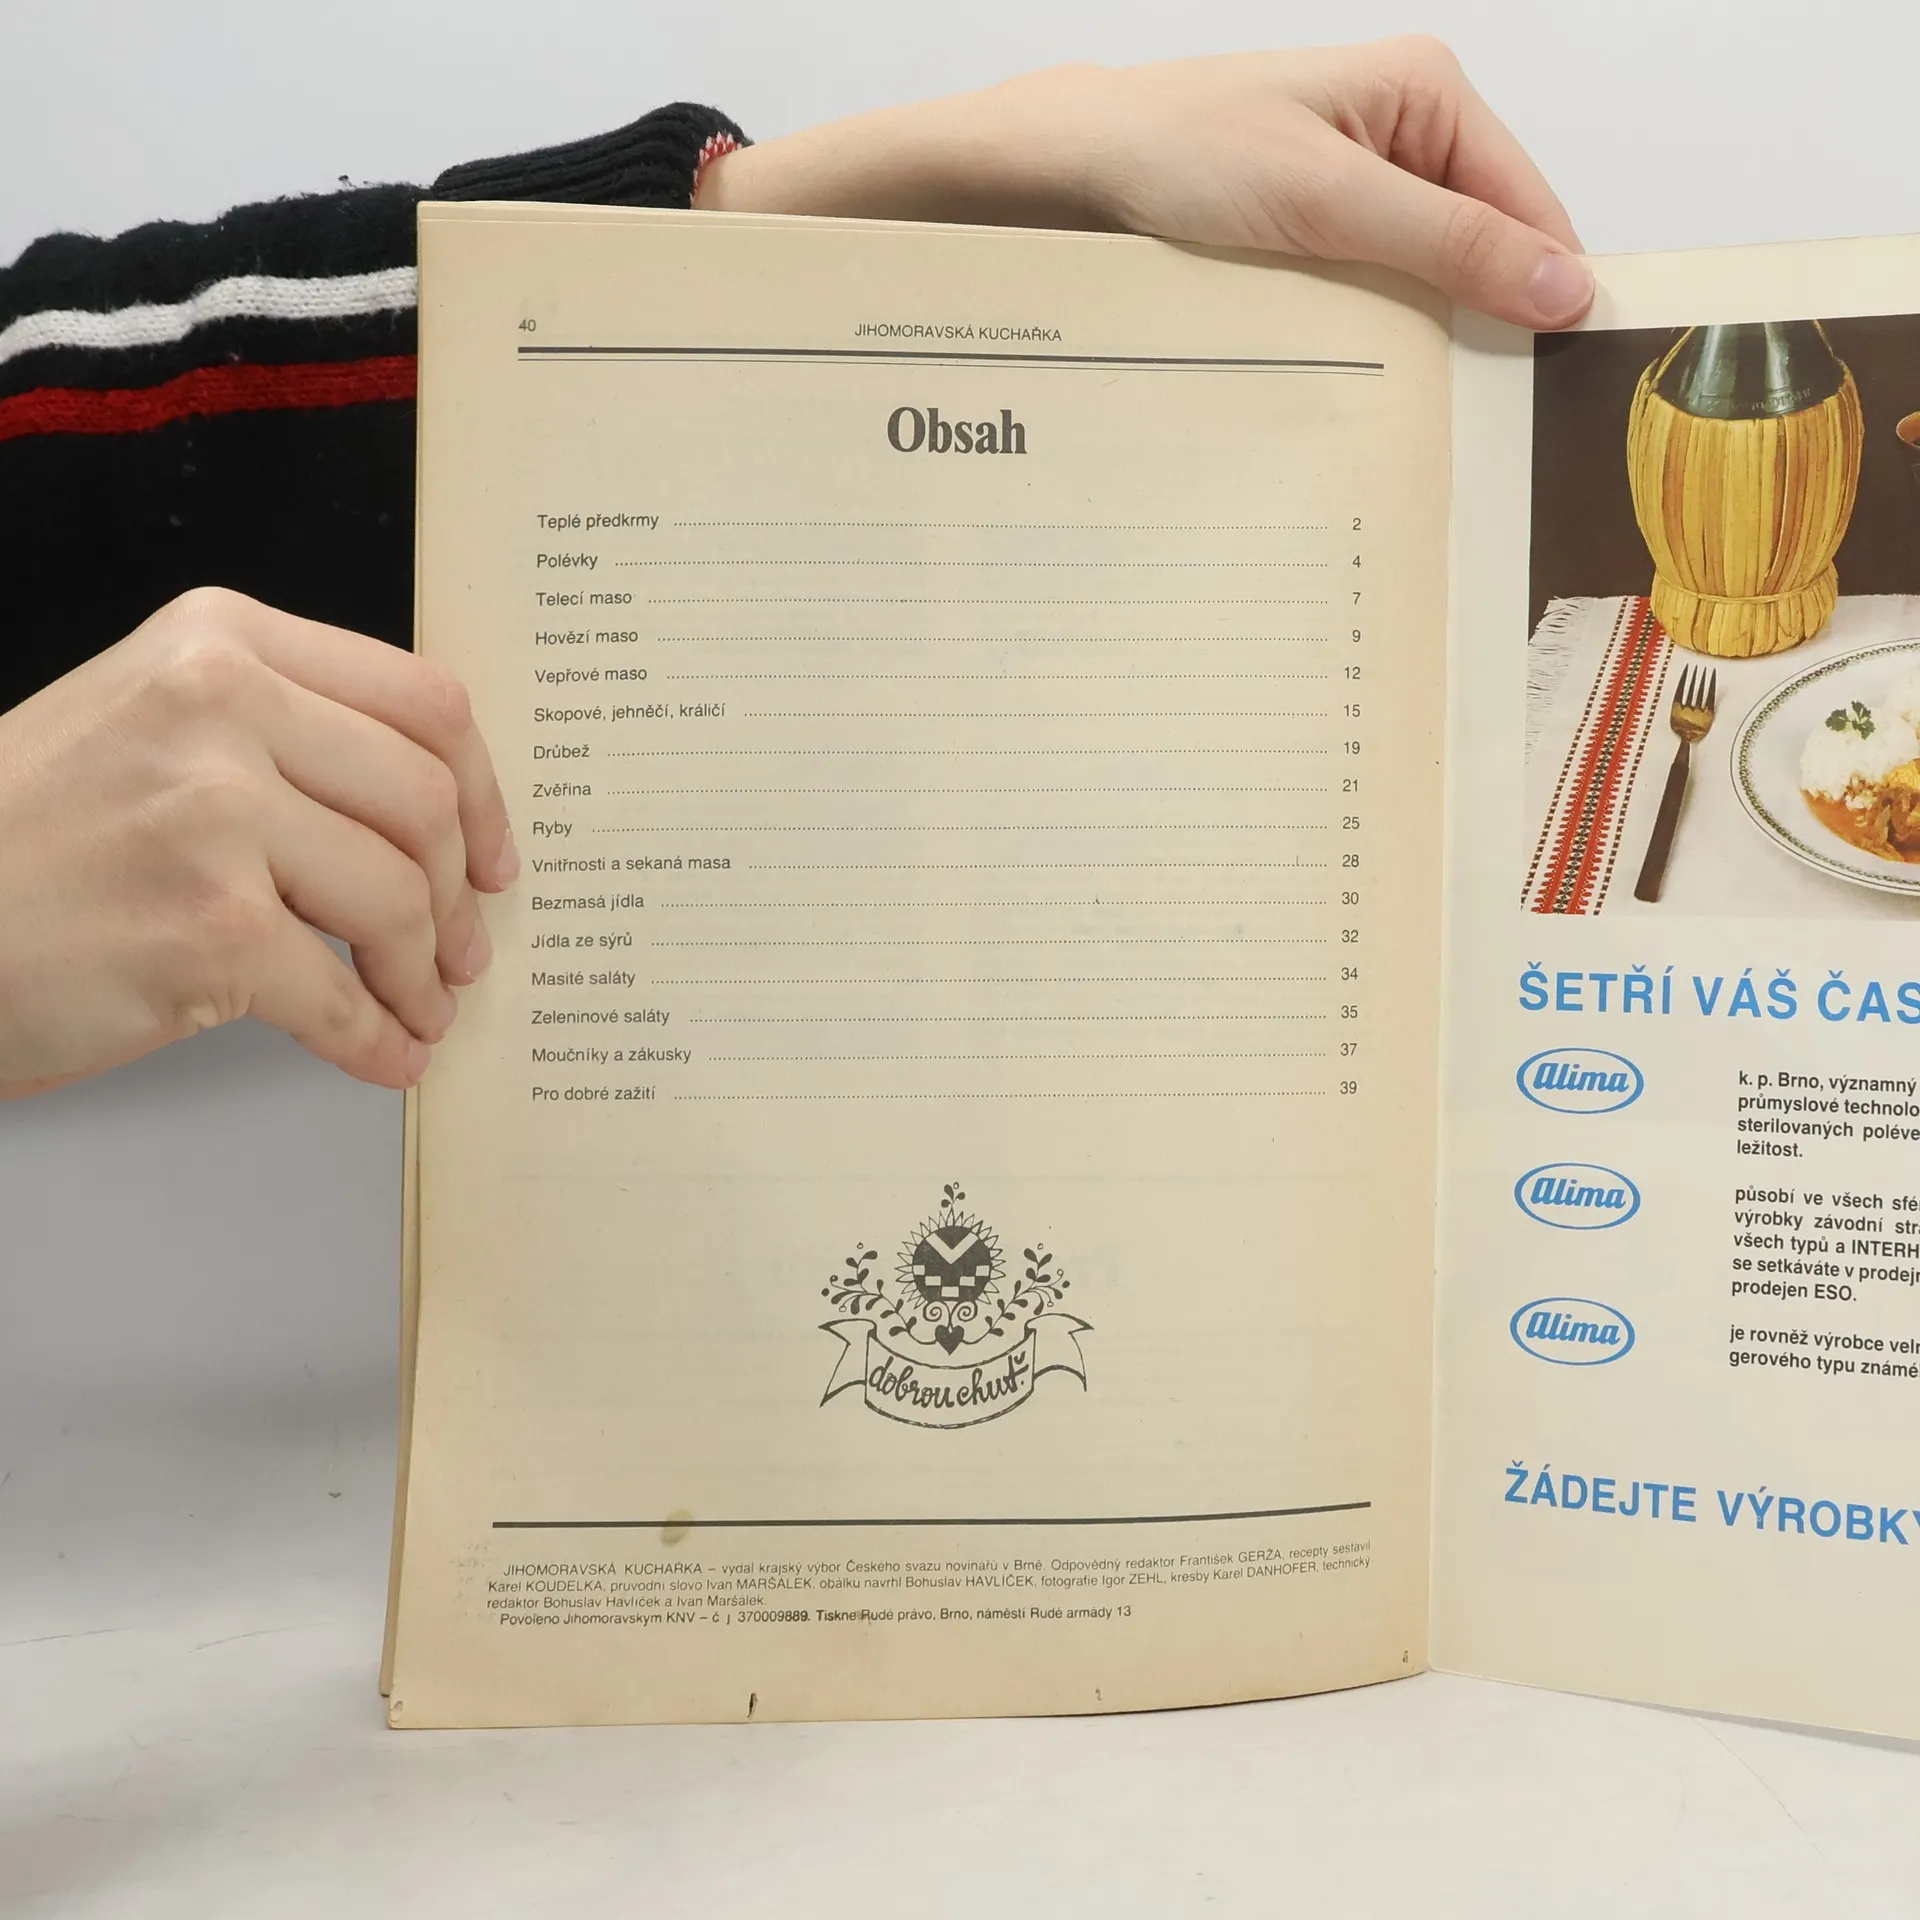 40
JIHOMORAVSKÁ KUCHAŘKA
Obsah
Teplé předkrmy 2
Polévky 4
Telecí maso 7
Hovězí maso 9
Vepřové maso 12
Skopové, jehněčí, králičí 15
Drůbež 19
Zvěřina 21
Ryby 25
Vnitřnosti a sekaná masa 28
Bezmasá jídla 30
Jídla ze sýrů 32
Masité saláty 34
Zeleninové saláty 35
Moučníky a zákusky 37
Pro dobré zažití 39
dobrou chuť!
JIHOMORAVSKÁ KUCHAŘKA – vydal krajský výbor Českého svazu novinářů v Brně. Odpovědný redaktor František GERŽA, recepty sestavil
Karel KOUDELKA, průvodní slovo Ivan MARŠÁLEK, obálku navrhl Bohuslav HAVLÍČEK, fotografie Igor ZEHL, kresby Karel DANHOFER, technický
redaktor Bohuslav Havlíček a Ivan Maršálek.
Povoleno Jihomoravským KNV – č j 370009889. Tiskne Rudé právo, Brno, náměstí Rudé armády 13
ŠETŘÍ VÁŠ ČAS
alima
k. p. Brno, významný
průmyslové technolo
sterilovaných poléve
ležitost.
alima
působí ve všech sfé
výrobky závodní str
všech typů a INTERH
se setkáváte v prodejn
prodejen ESO.
alima
je rovněž výrobce veln
gerového typu známé
ŽÁDEJTE VÝROBKY